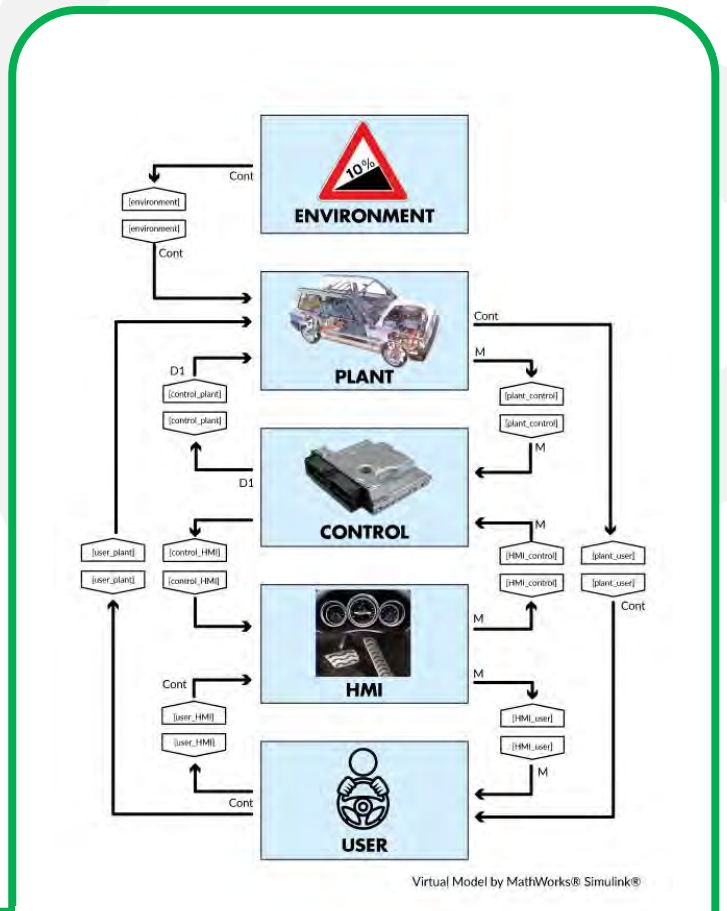 10%
ENVIRONMENT
Cont
[environment]
[environment]
Cont
PLANT
Cont
M
D1
[control_plant]
[control_plant]
D1
[plant_control]
[plant_control]
M
CONTROL
M
[control_HMI]
[control_HMI]
[HMI_control]
[HMI_control]
M
[user_plant]
[user_plant]
[plant_user]
[plant_user]
Cont
HMI
M
Cont
[user_HMI]
[user_HMI]
Cont
[HMI_user]
[HMI_user]
M
USER
Virtual Model by MathWorks® Simulink®